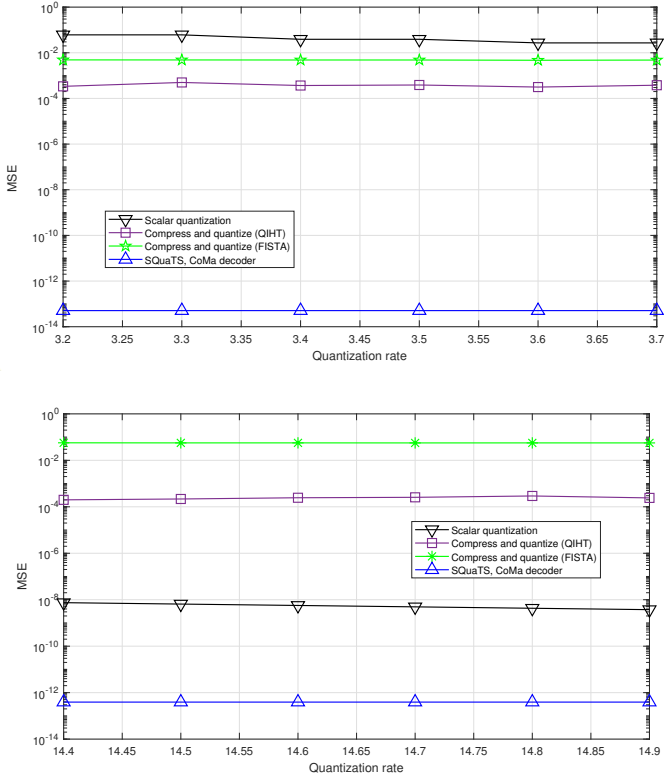 10^0
10^-2
10^-4
10^-6
10^-8
10^-10
10^-12
10^-14
MSE
Scalar quantization
Compress and quantize (QIHT)
Compress and quantize (FISTA)
SQuaTS, CoMa decoder
3.2 3.25 3.3 3.35 3.4 3.45 3.5 3.55 3.6 3.65 3.7
Quantization rate
10^0
10^-2
10^-4
10^-6
10^-8
10^-10
10^-12
10^-14
MSE
Scalar quantization
Compress and quantize (QIHT)
Compress and quantize (FISTA)
SQuaTS, CoMa decoder
14.4 14.45 14.5 14.55 14.6 14.65 14.7 14.75 14.8 14.85 14.9
Quantization rate